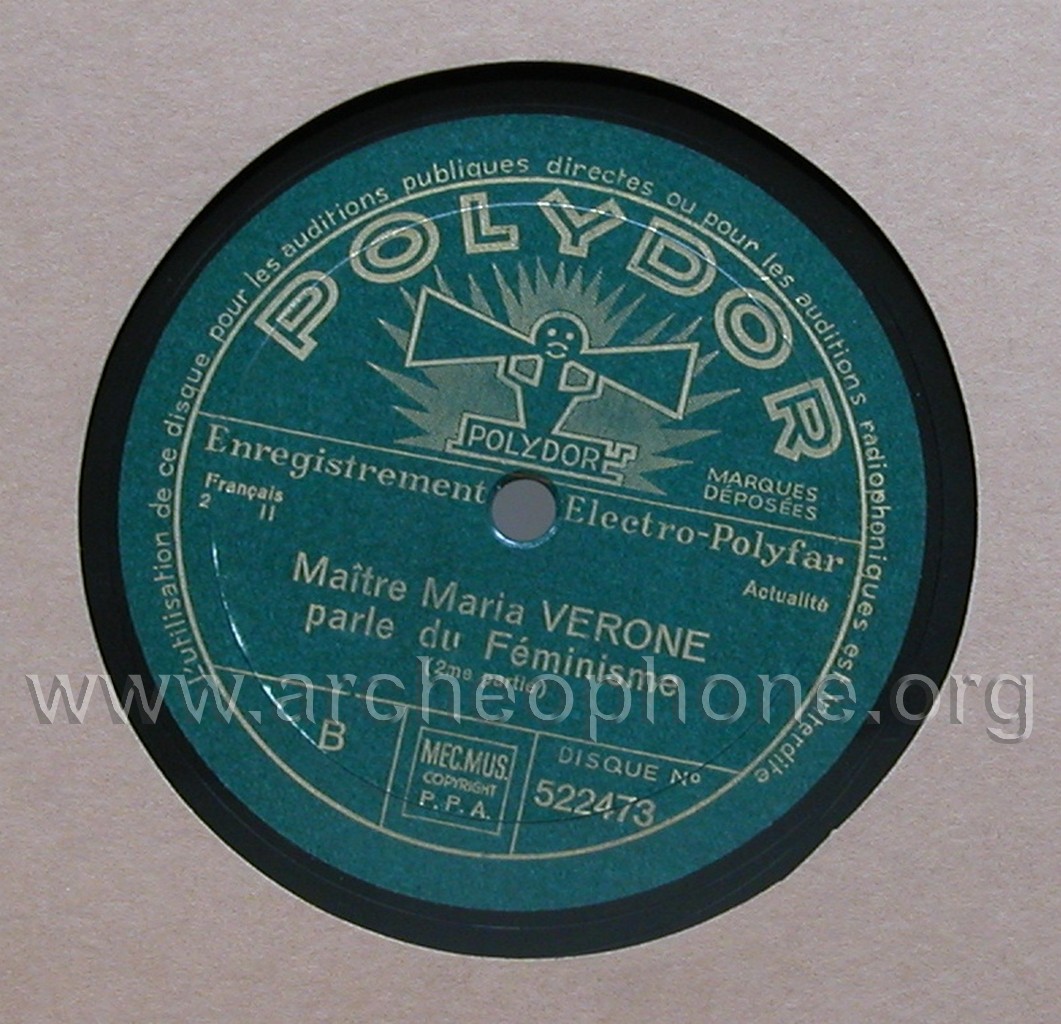 L'utilisation de ce disque pour les auditions publiques directes ou pour les auditions radiophoniques est interdite
POLYDOR
POLYDOR
MARQUES
DÉPOSÉES
Enregistrement Electro-Polyfar
Français
2 11
Actualité
Maître Maria VERONE
parle du Féminisme
(2me partie)
www.archeophone.org
B
MEC.MUS.
COPYRIGHT
P.P.A.
DISQUE No
522473